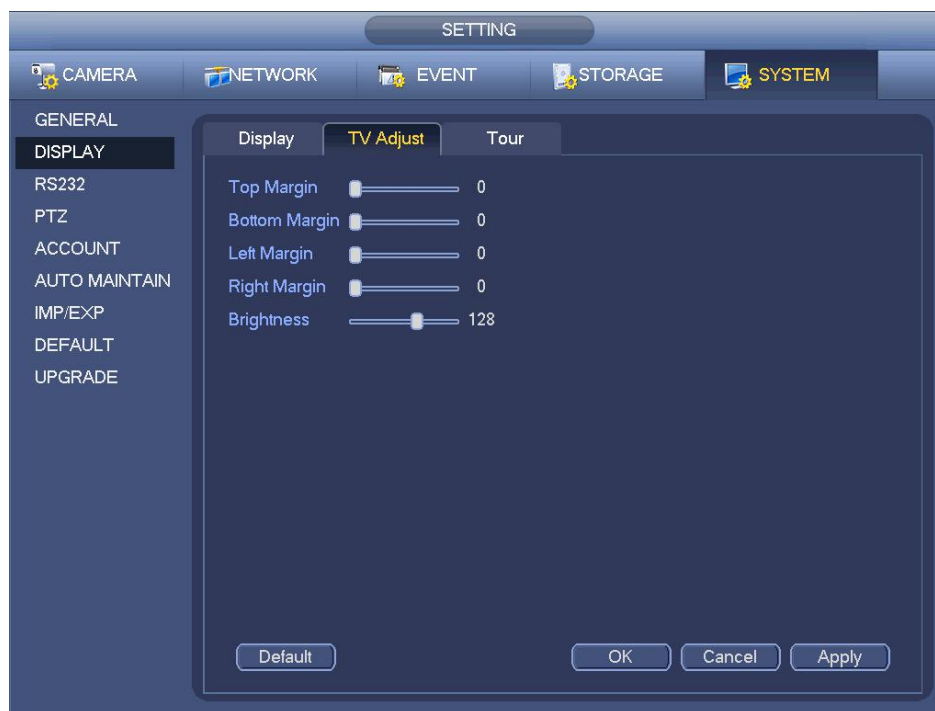 SETTING
CAMERA NETWORK EVENT STORAGE SYSTEM
GENERAL
DISPLAY
RS232
PTZ
ACCOUNT
AUTO MAINTAIN
IMP/EXP
DEFAULT
UPGRADE
Display TV Adjust Tour
Top Margin 0
Bottom Margin 0
Left Margin 0
Right Margin 0
Brightness 128
Default OK Cancel Apply